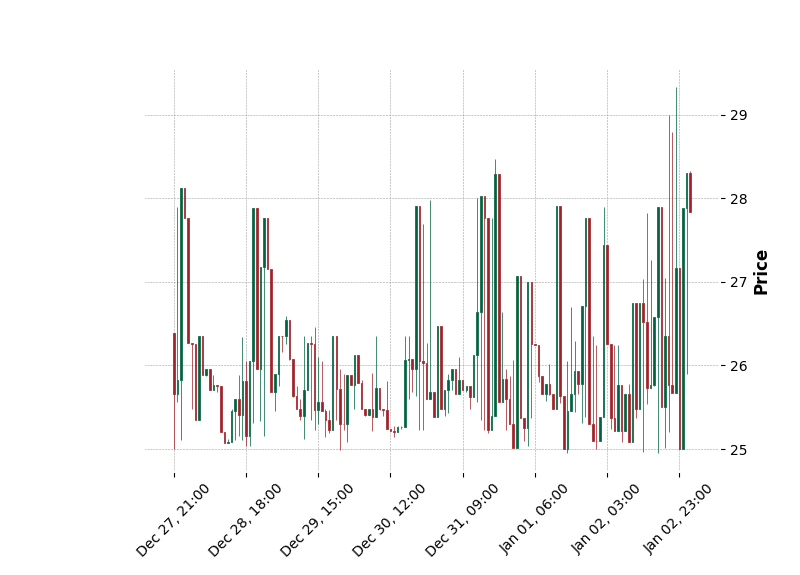 29
28
27
26
25
Price
Dec 27, 21:00
Dec 28, 18:00
Dec 29, 15:00
Dec 30, 12:00
Dec 31, 09:00
Jan 01, 06:00
Jan 02, 03:00
Jan 02, 23:00